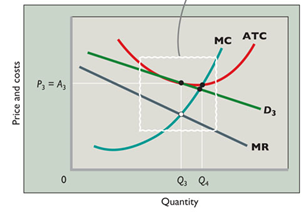 MC
ATC
P3 = A3
D3
MR
0
Q3
Q4
Price and costs
Quantity